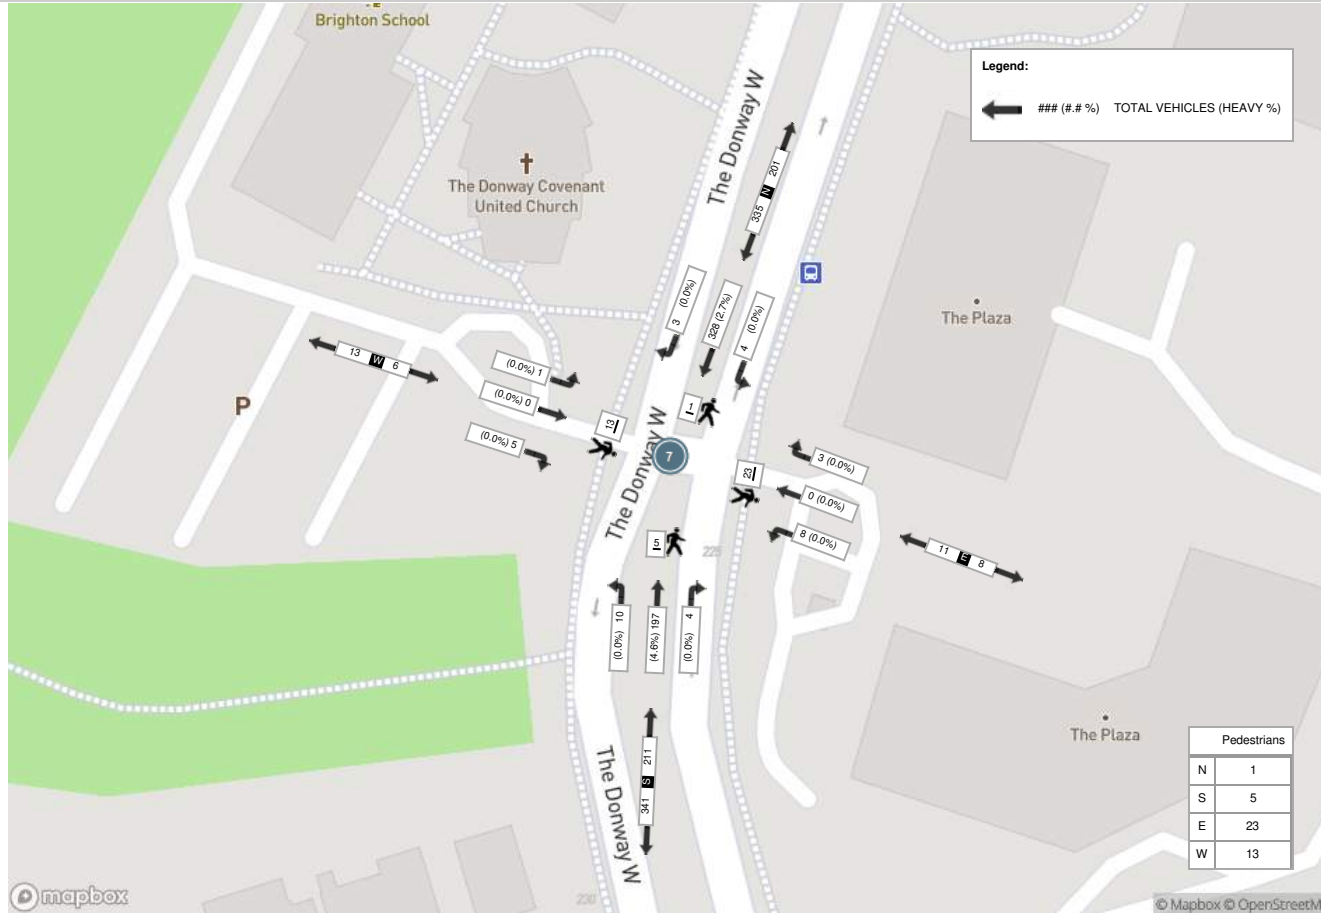 Brighton School
The Donway Covenant
United Church
The Donway W
Legend:
### (#.# %) TOTAL VEHICLES (HEAVY %)
335 N 201
3 (0.0%)
328 (2.7%)
4 (0.0%)
The Plaza
13 W 6
(0.0%) 1
(0.0%) 0
(0.0%) 5
P
13
1
The Donway W
7
23
3 (0.0%)
0 (0.0%)
8 (0.0%)
11 E 8
5
225
(0.0%) 10
(4.6%) 197
(0.0%) 4
341 S 211
The Donway W
The Plaza
Pedestrians
N 1
S 5
E 23
W 13
230
mapbox
© Mapbox © OpenStreetM